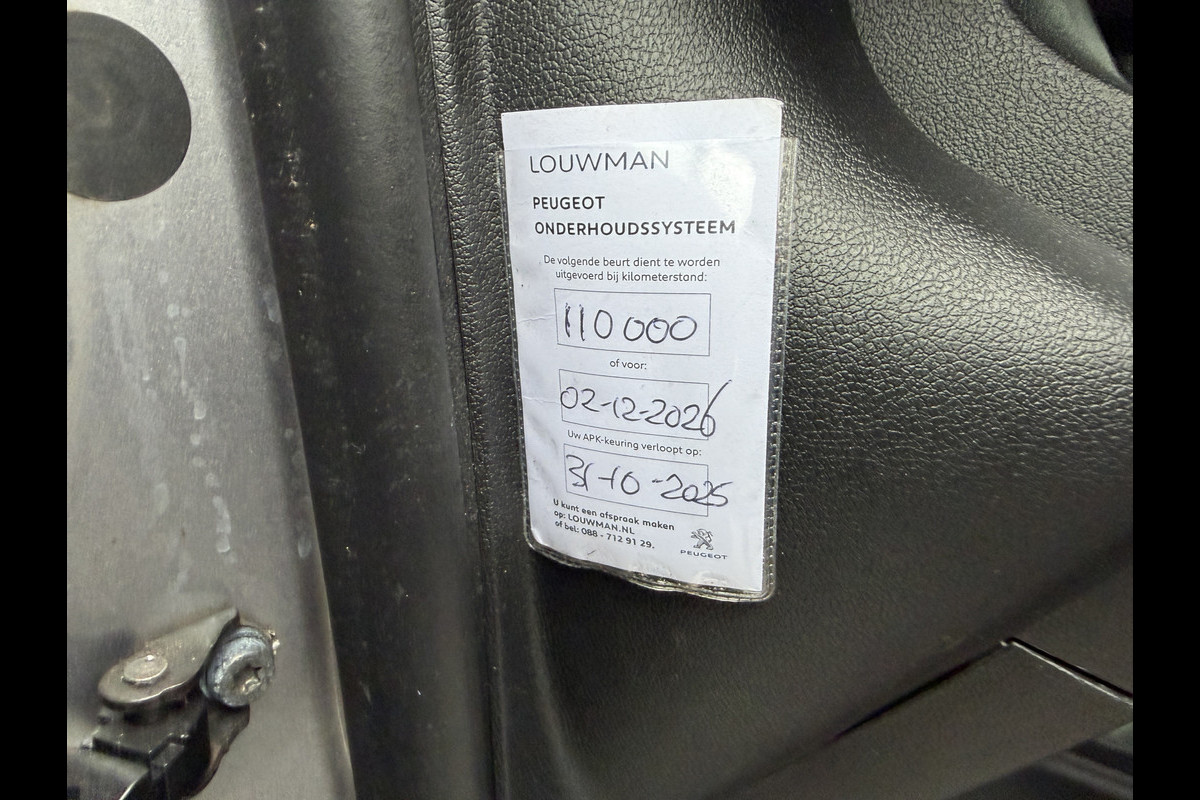 LOUWMAN
PEUGEOT
ONDERHOUDSSYSTEEM
De volgende beurt dient te worden
uitgevoerd bij kilometerstand:
110 000
of voor:
02-12-2026
Uw APK-keuring verloopt op:
31-10-2025
U kunt een afspraak maken
op: LOUWMAN.NL
of bel: 088 - 712 91 29.
PEUGEOT